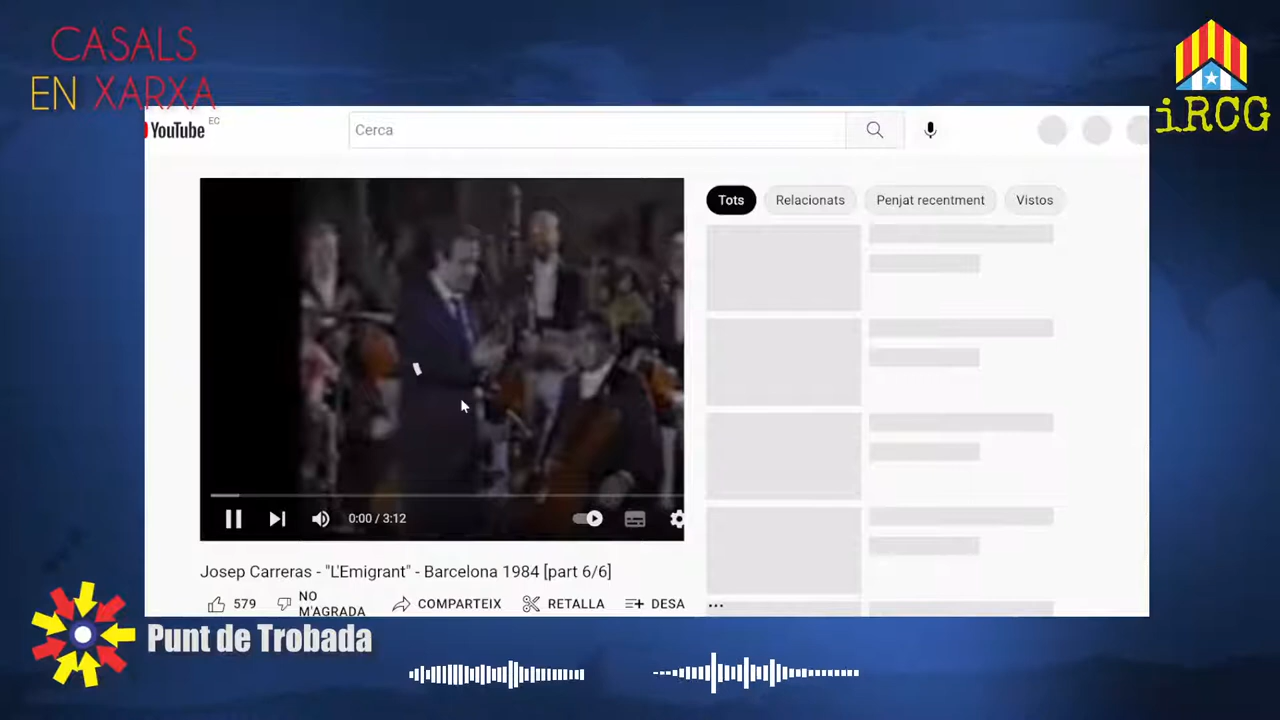 CASALS
EN XARXA
iRCG
YouTube EC
Cerca
Tots
Relacionats
Penjat recentment
Vistos
0:00 / 3:12
Josep Carreras - "L'Emigrant" - Barcelona 1984 [part 6/6]
579
NO M'AGRADA
COMPARTEIX
RETALLA
DESA
...
Punt de Trobada